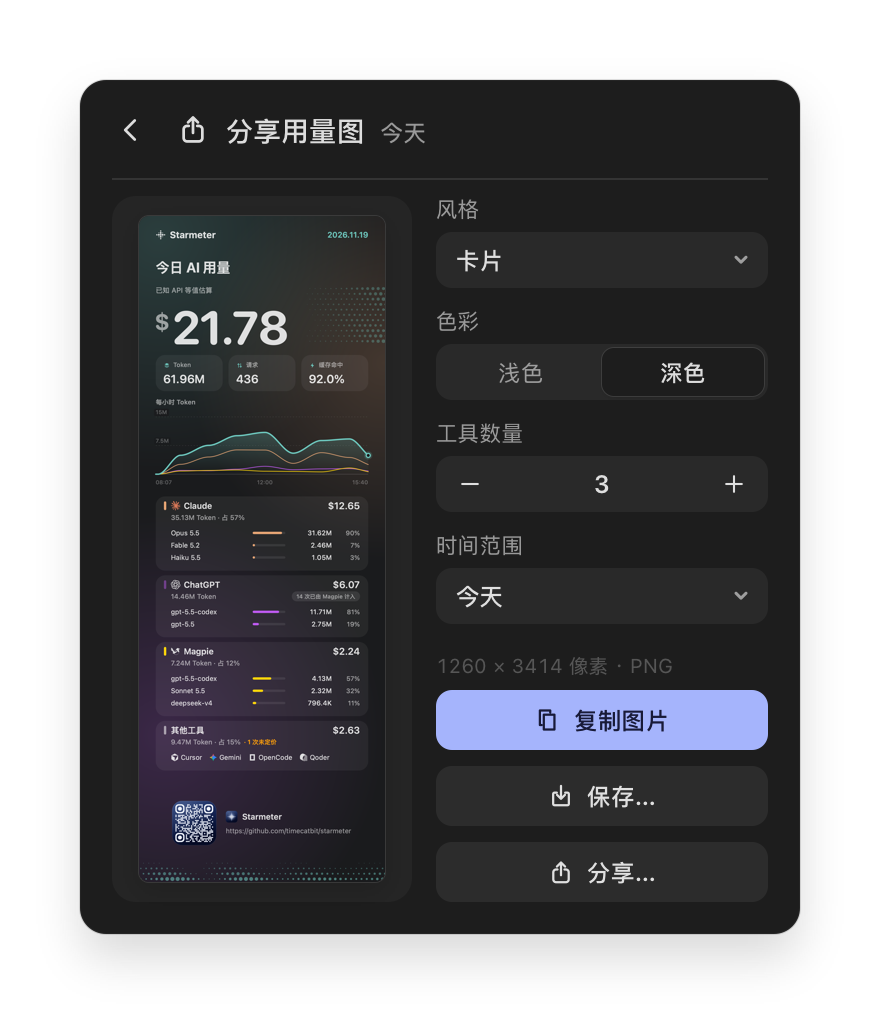 分享用量图 今天
Starmeter
2026.11.19
今日 AI 用量
已知 API 等值估算
$21.78
Token
61.96M
请求
436
缓存命中
92.0%
每小时 Token
15M
7.5M
12:00
15:40
Claude
$12.65
35.13M Token · 占 57%
Opus 5.5 31.62M 90%
Fable 5.2 2.46M 7%
Haiku 5.5 1.05M 3%
ChatGPT
$6.07
14.46M Token
14 次已由 Magpie 计入
gpt-5.5-codex 11.71M 81%
gpt-5.5 2.75M 19%
Magpie
$2.24
7.24M Token · 占 12%
gpt-5.5-codex 4.13M 57%
Sonnet 5.5 2.32M 32%
deepseek-v4 796.4K 11%
其他工具
$2.63
9.47M Token · 占 15% · 1 次未定价
Cursor Gemini OpenCode Qoder
Starmeter
https://github.com/timecatbit/starmeter
风格
卡片
色彩
浅色 深色
工具数量
3
时间范围
今天
1260 × 3414 像素 · PNG
复制图片
保存...
分享...